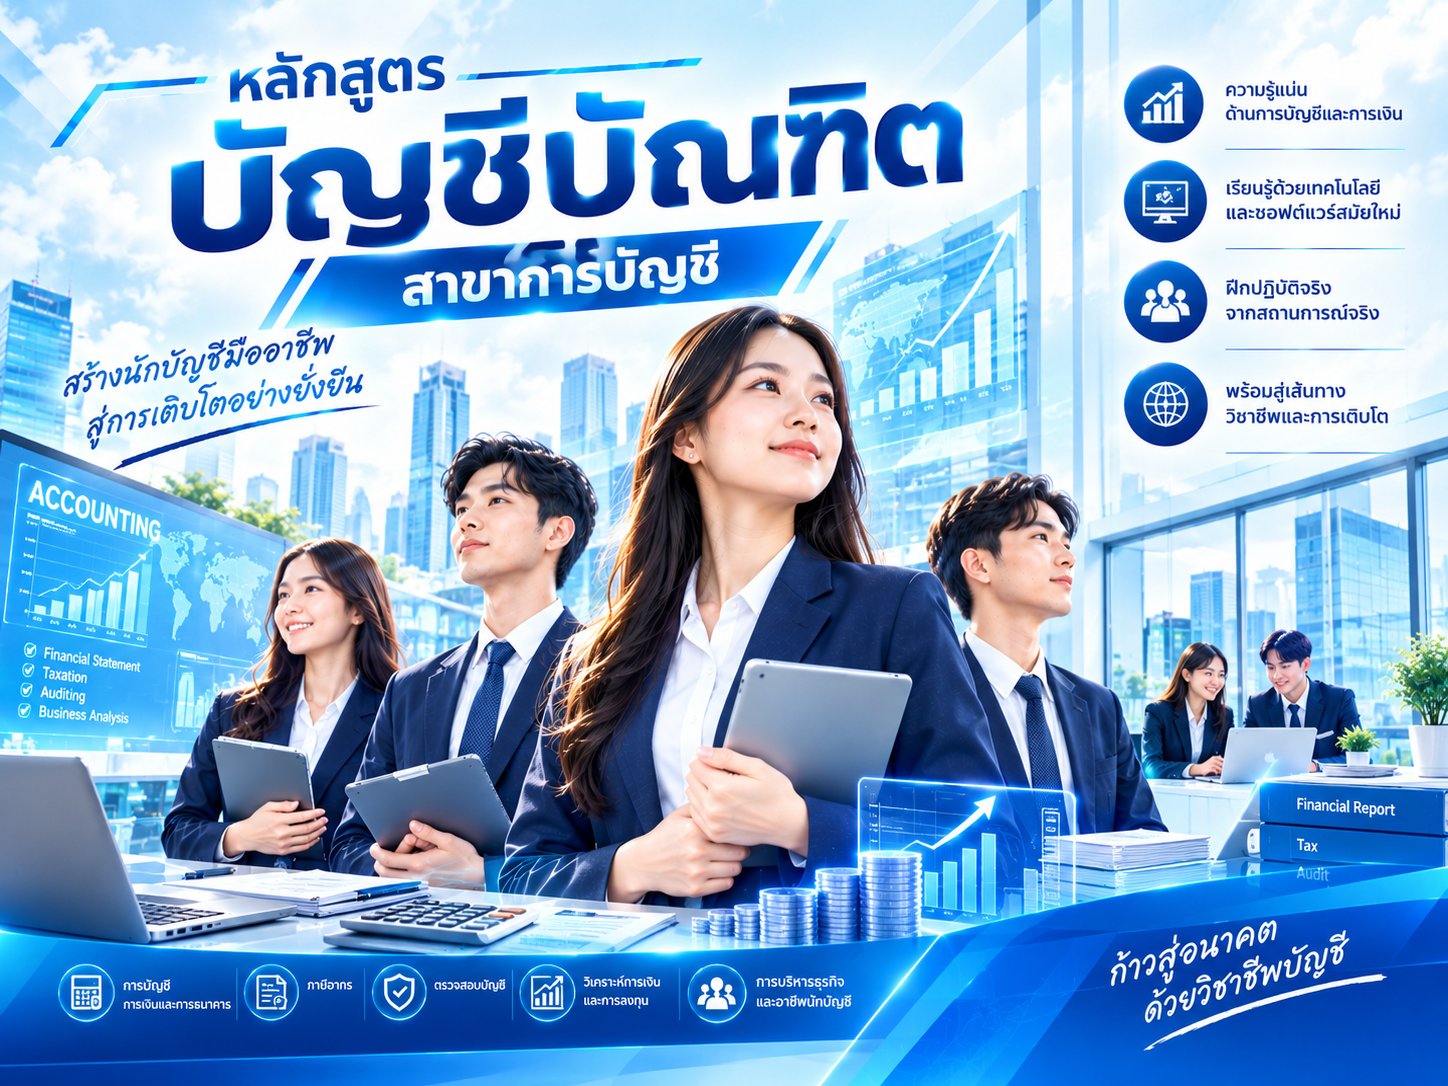 หลักสูตร
บัญชีบัณฑิต
สาขาการบัญชี
สร้างนักบัญชีมืออาชีพ
สู่การเติบโตอย่างยั่งยืน
ความรู้แน่น
ด้านการบัญชีและการเงิน
เรียนรู้ด้วยเทคโนโลยี
และซอฟต์แวร์สมัยใหม่
ฝึกปฏิบัติจริง
จากสถานการณ์จริง
พร้อมสู่เส้นทาง
วิชาชีพและการเติบโต
ACCOUNTING
Financial Statement
Taxation
Auditing
Business Analysis
Financial Report
Tax
Audit
การบัญชี
การเงินและการธนาคาร
ภาษีอากร
ตรวจสอบบัญชี
วิเคราะห์การเงิน
และการลงทุน
การบริหารธุรกิจ
และอาชีพนักบัญชี
ก้าวสู่อนาคต
ด้วยวิชาชีพบัญชี